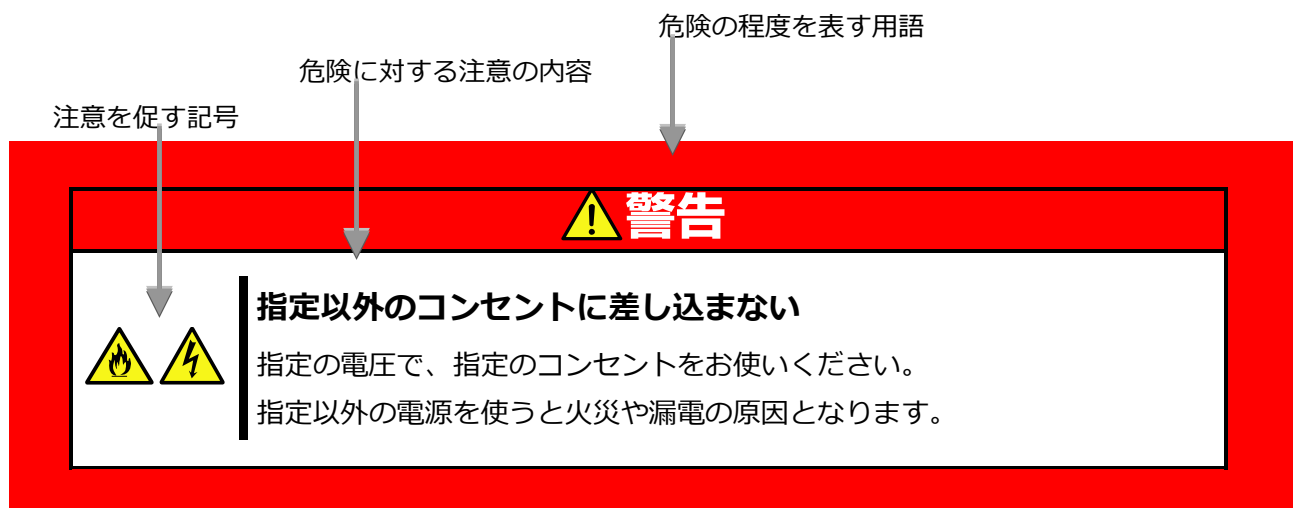 危険の程度を表す用語
危険に対する注意の内容
注意を促す記号
警告
指定以外のコンセントに差し込まない
指定の電圧で、指定のコンセントをお使いください。
指定以外の電源を使うと火災や漏電の原因となります。